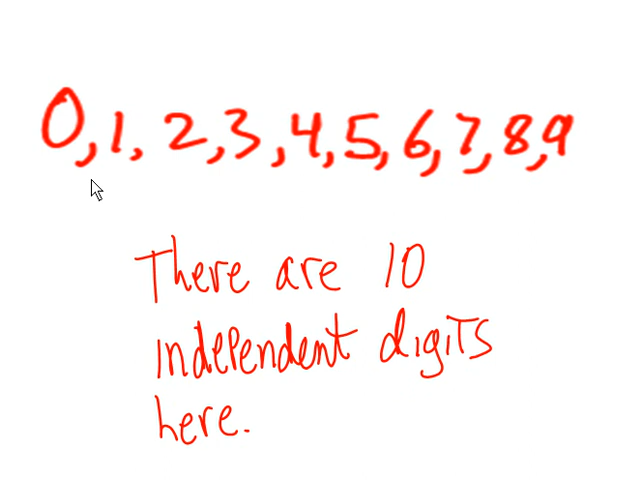 0, 1, 2, 3, 4, 5, 6, 7, 8, 9
There are 10
independent digits
here.